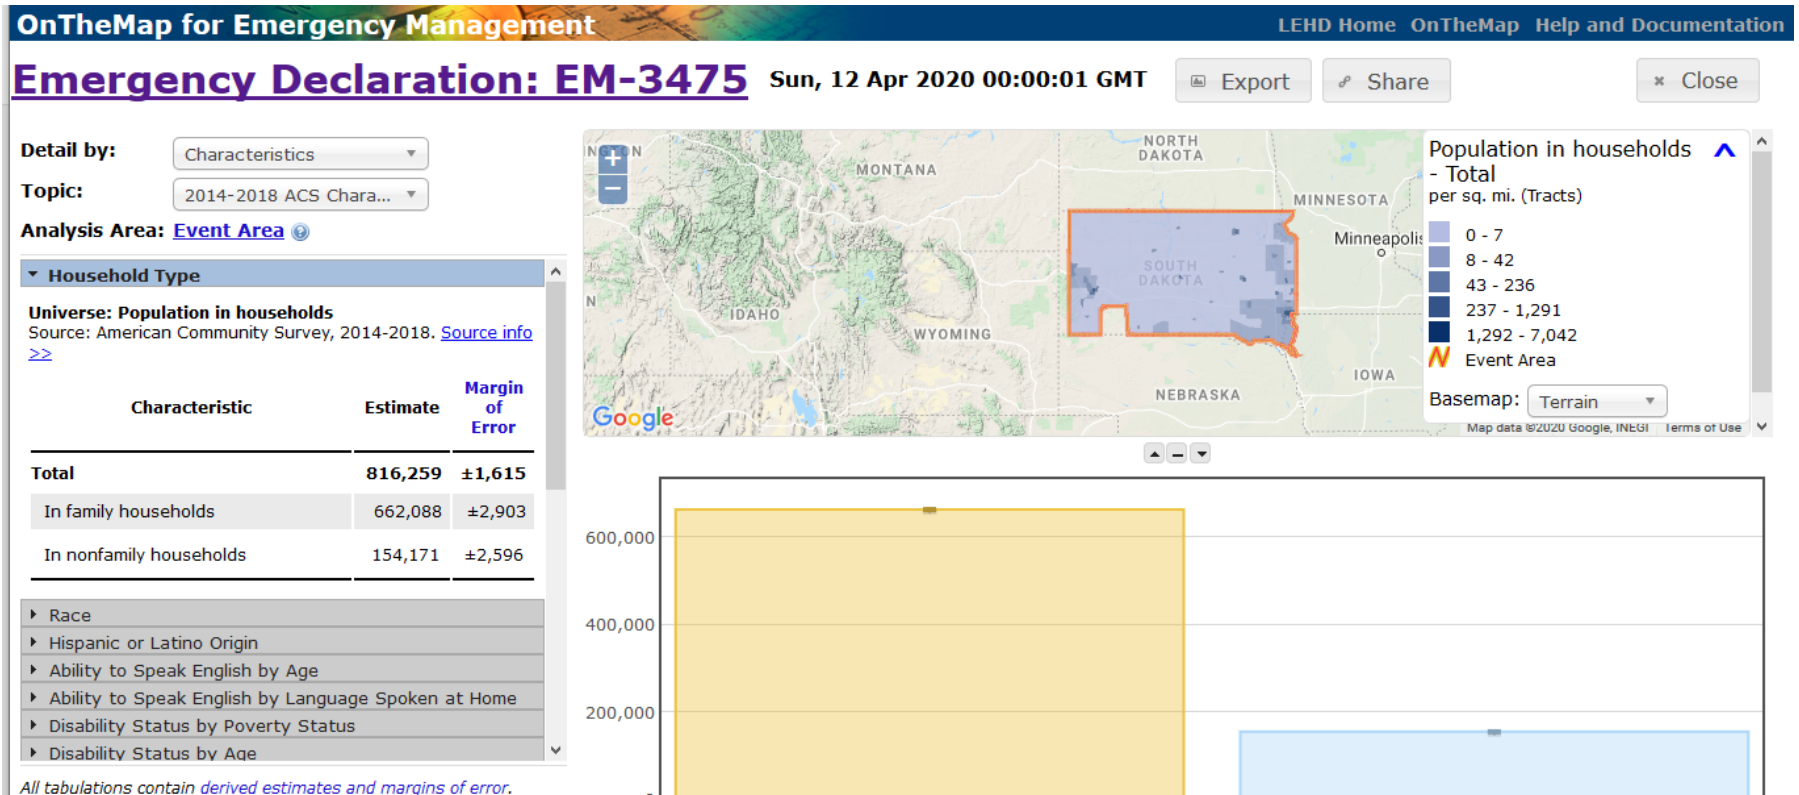 OnTheMap for Emergency Management
LEHD Home OnTheMap Help and Documentation
Emergency Declaration: EM-3475 Sun, 12 Apr 2020 00:00:01 GMT
Export
Share
Close
Detail by:
Characteristics
Topic:
2014-2018 ACS Chara...
Analysis Area: Event Area
Household Type
Universe: Population in households
Source: American Community Survey, 2014-2018. Source info
>>
Characteristic Estimate Margin
of
Error
Total 816,259 ±1,615
In family households 662,088 ±2,903
In nonfamily households 154,171 ±2,596
Race
Hispanic or Latino Origin
Ability to Speak English by Age
Ability to Speak English by Language Spoken at Home
Disability Status by Poverty Status
Disability Status by Age
All tabulations contain derived estimates and margins of error.
MONTANA
NORTH
DAKOTA
MINNESOTA
Minneapolis
SOUTH
DAKOTA
IDAHO
WYOMING
IOWA
NEBRASKA
Google
Population in households
- Total
per sq. mi. (Tracts)
0 - 7
8 - 42
43 - 236
237 - 1,291
1,292 - 7,042
Event Area
Basemap: Terrain
Map data ©2020 Google, INEGI Terms of Use
600,000
400,000
200,000